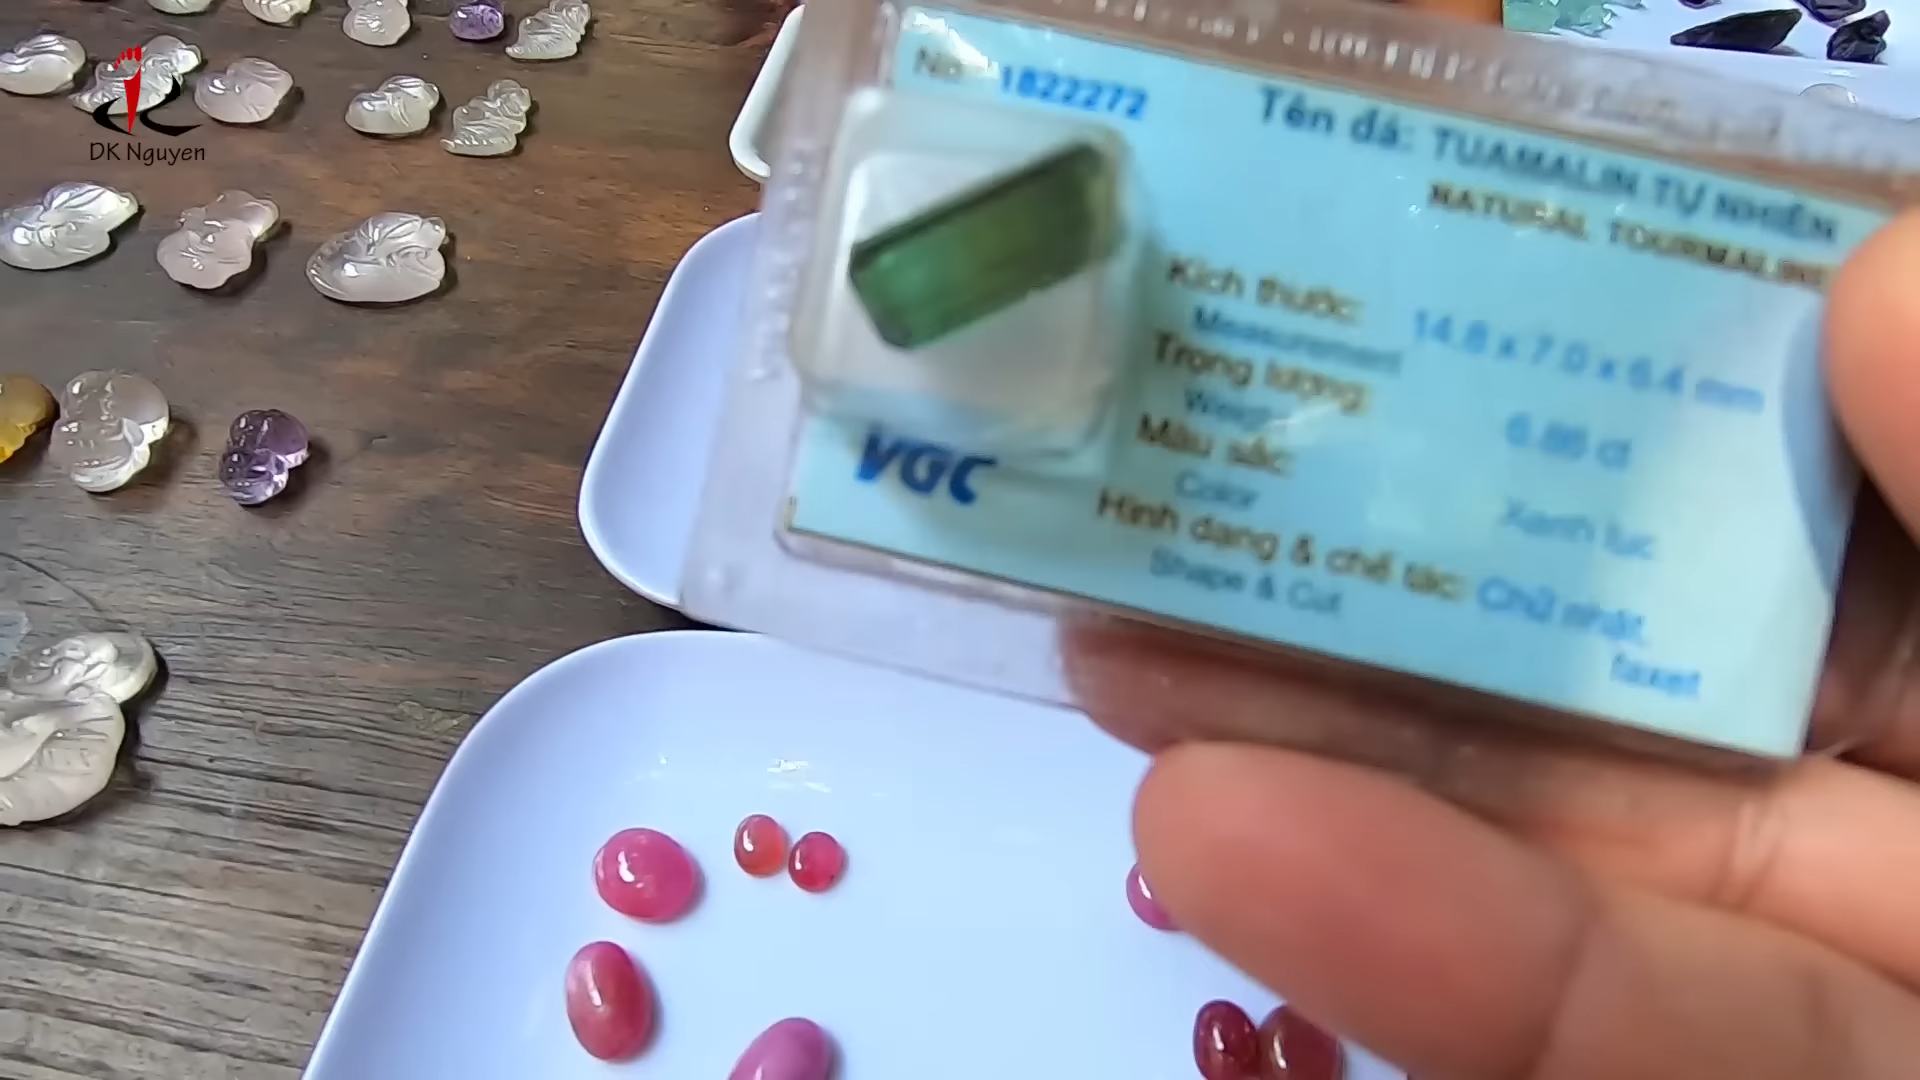 DK Nguyen
No 1822272
Tên đá: TUAMALIN TỰ NHIÊN
NATURAL TOURMALINE
Kích thước: 14.8 x 7.0 x 6.4 mm
Measurement
Trọng lượng: ct
Weight
Màu sắc: Xanh lục
Color
Hình dạng & chế tác: Chữ nhật,
Shape & Cut
faxet
VGC